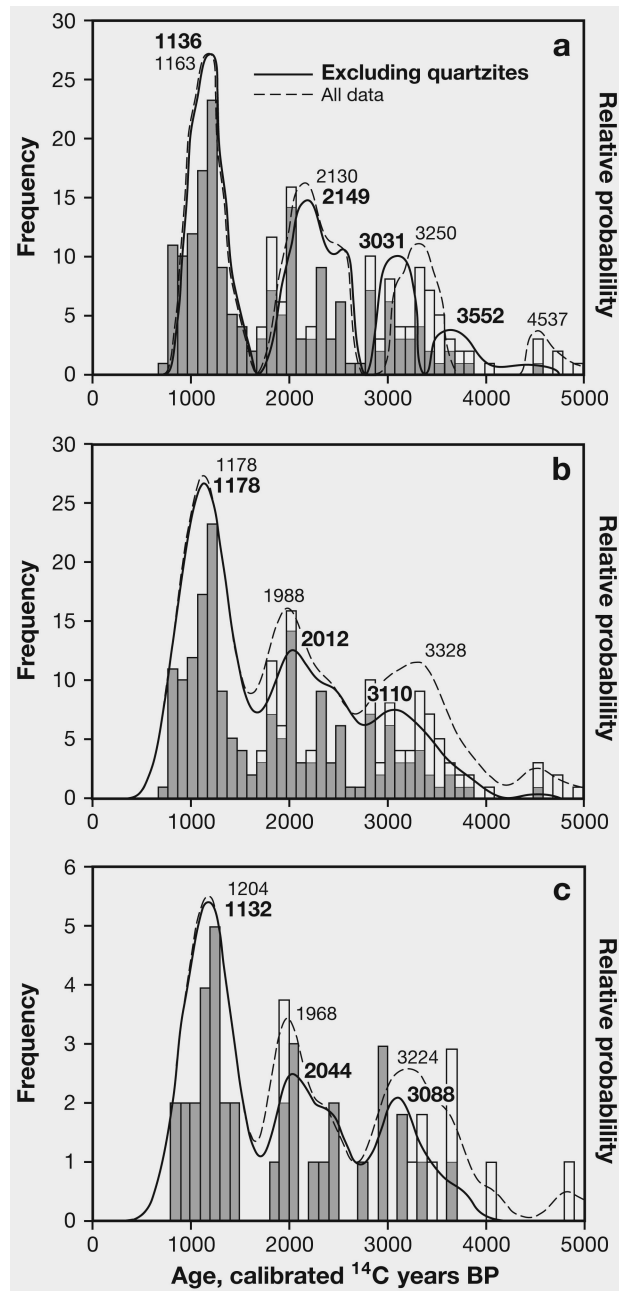 30
25
20
15
10
5
0
Frequency
Relative probablility
a
1136
1163
Excluding quartzites
All data
2130
2149
3031
3250
3552
4537
0 1000 2000 3000 4000 5000
30
25
20
15
10
5
0
Frequency
Relative probablility
b
1178
1178
1988
2012
3328
3110
0 1000 2000 3000 4000 5000
6
5
4
3
2
1
0
Frequency
Relative probablility
c
1204
1132
1968
2044
3224
3088
0 1000 2000 3000 4000 5000
Age, calibrated ¹⁴C years BP